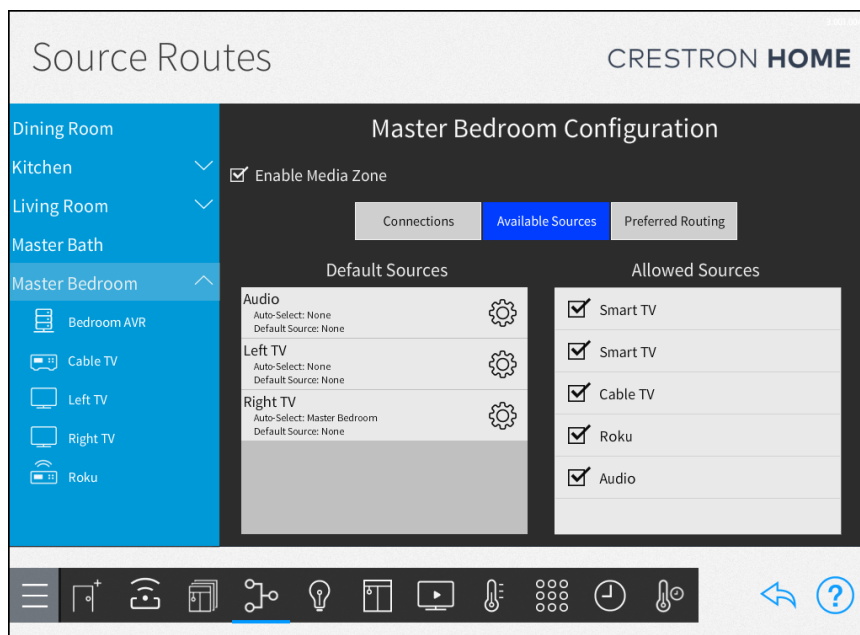 Source Routes
CRESTRON HOME
Dining Room
Kitchen
Living Room
Master Bath
Master Bedroom
Bedroom AVR
Cable TV
Left TV
Right TV
Roku
Master Bedroom Configuration
Enable Media Zone
Connections
Available Sources
Preferred Routing
Default Sources
Audio
Auto-Select: None
Default Source: None
Left TV
Auto-Select: None
Default Source: None
Right TV
Auto-Select: Master Bedroom
Default Source: None
Allowed Sources
Smart TV
Smart TV
Cable TV
Roku
Audio
?